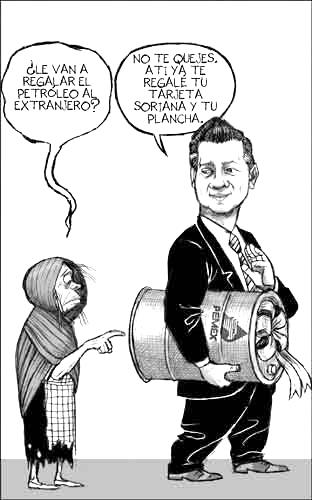 ¿LE VAN A
REGALAR EL
PETRÓLEO AL
EXTRANJERO?
NO TE QUEJES,
A TI YA TE
REGALÉ TU
TARJETA
SORIANA Y TU
PLANCHA.
PEMEX